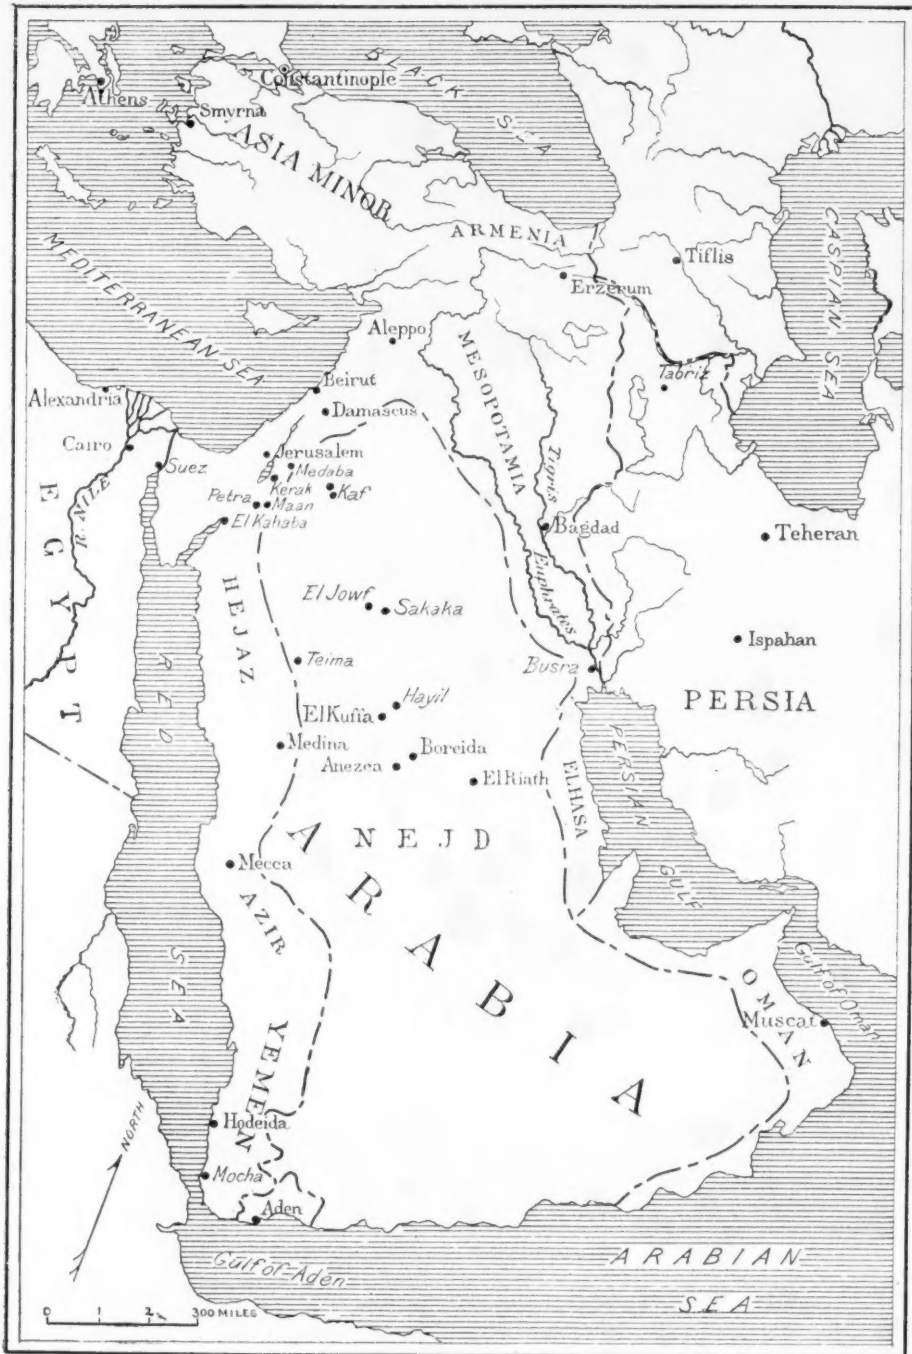 Constantinople
BLACK
SEA
Athens
Smyrna
ASIA MINOR
ARMENIA
Tiflis
Erzerum
CASPIAN SEA
MEDITERRANEAN SEA
Aleppo
MESOPOTAMIA
Tabriz
Alexandria
Beirut
Damascus
Cairo
Suez
Jerusalem
Medaba
Kerak
Kaf
Petra
Maan
El Kahaba
R. NILE
EGYPT
Tigris
Bagdad
Teheran
Euphrates
HEJAZ
El Jowf
Sakaka
Ispahan
Teima
Busra
PERSIA
RED
SEA
Hayil
El Kufia
Medina
Boreida
Anezea
El Riath
ELHASA
PERSIAN
GULF
NEJD
ARABIA
Mecca
AZIR
OMAN
Gulf of Oman
Muscat
YEMEN
NORTH
Hodeida
Mocha
Aden
Gulf of Aden
ARABIAN
SEA
0 1 2 300 MILES